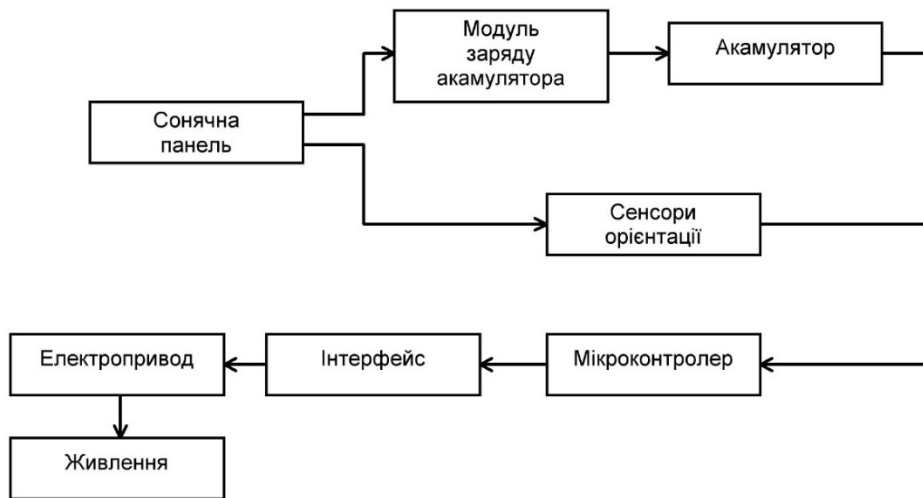 Модуль
заряду
акамулятора
Акамулятор
Сонячна
панель
Сенсори
орієнтації
Електропривод
Інтерфейс
Мікроконтролер
Живлення